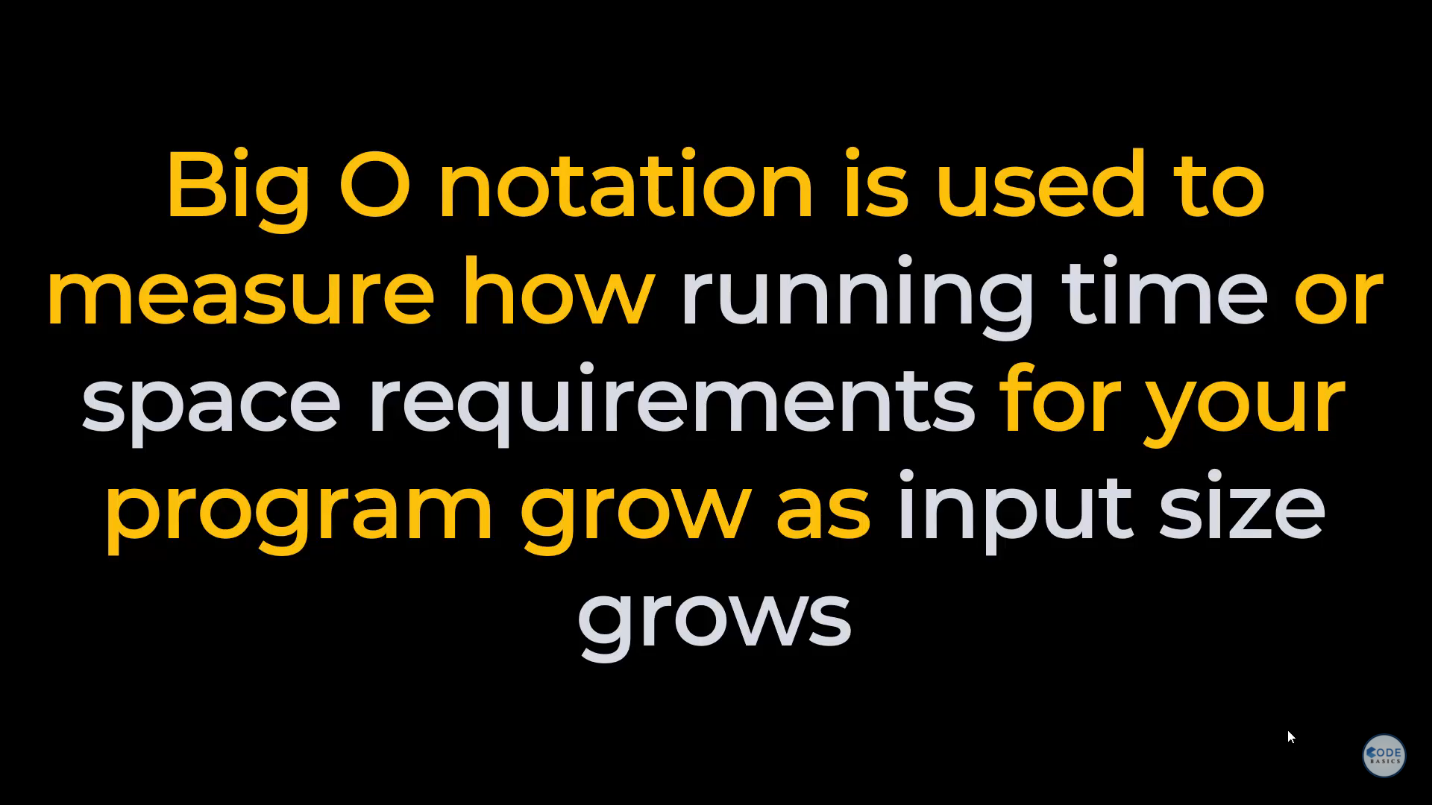 Big O notation is used to
measure how running time or
space requirements for your
program grow as input size
grows
CODE
BASICS